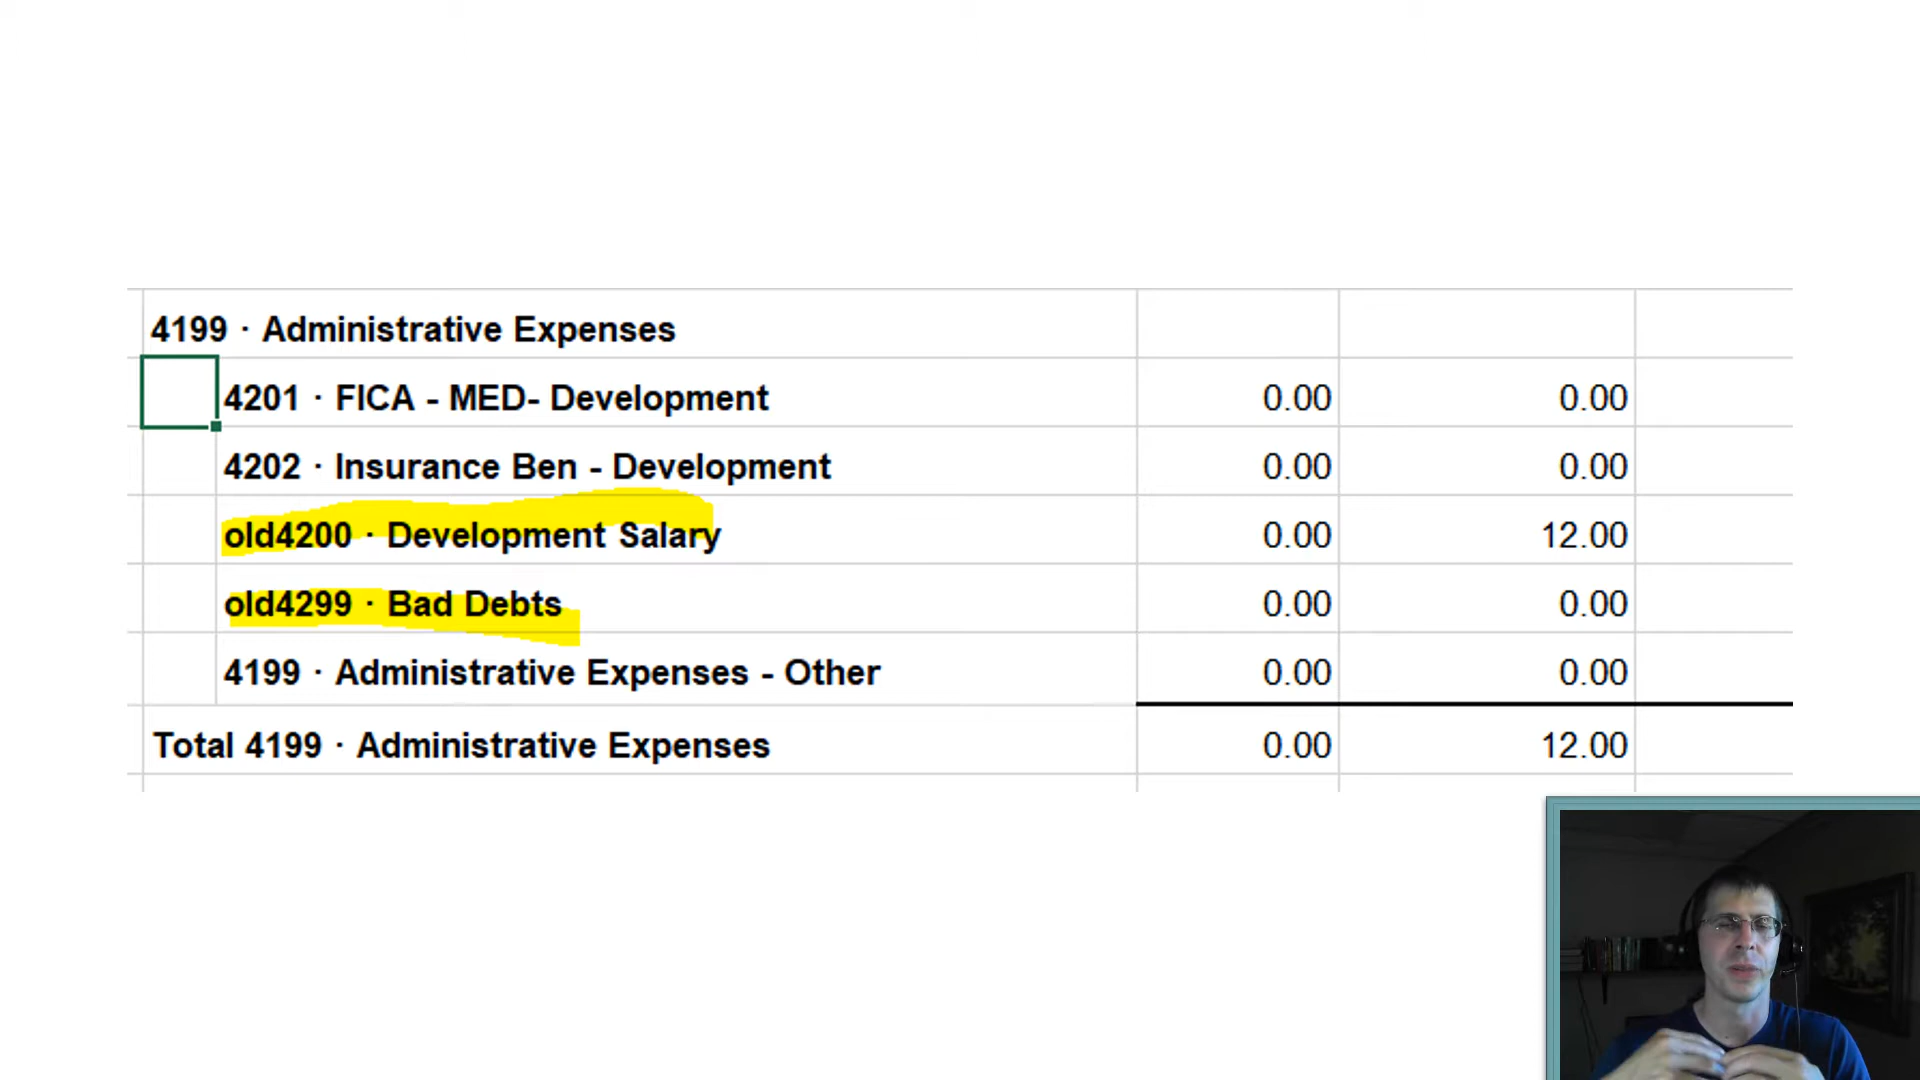 4199 · Administrative Expenses
4201 · FICA - MED- Development 0.00 0.00
4202 · Insurance Ben - Development 0.00 0.00
old4200 · Development Salary 0.00 12.00
old4299 · Bad Debts 0.00 0.00
4199 · Administrative Expenses - Other 0.00 0.00
Total 4199 · Administrative Expenses 0.00 12.00